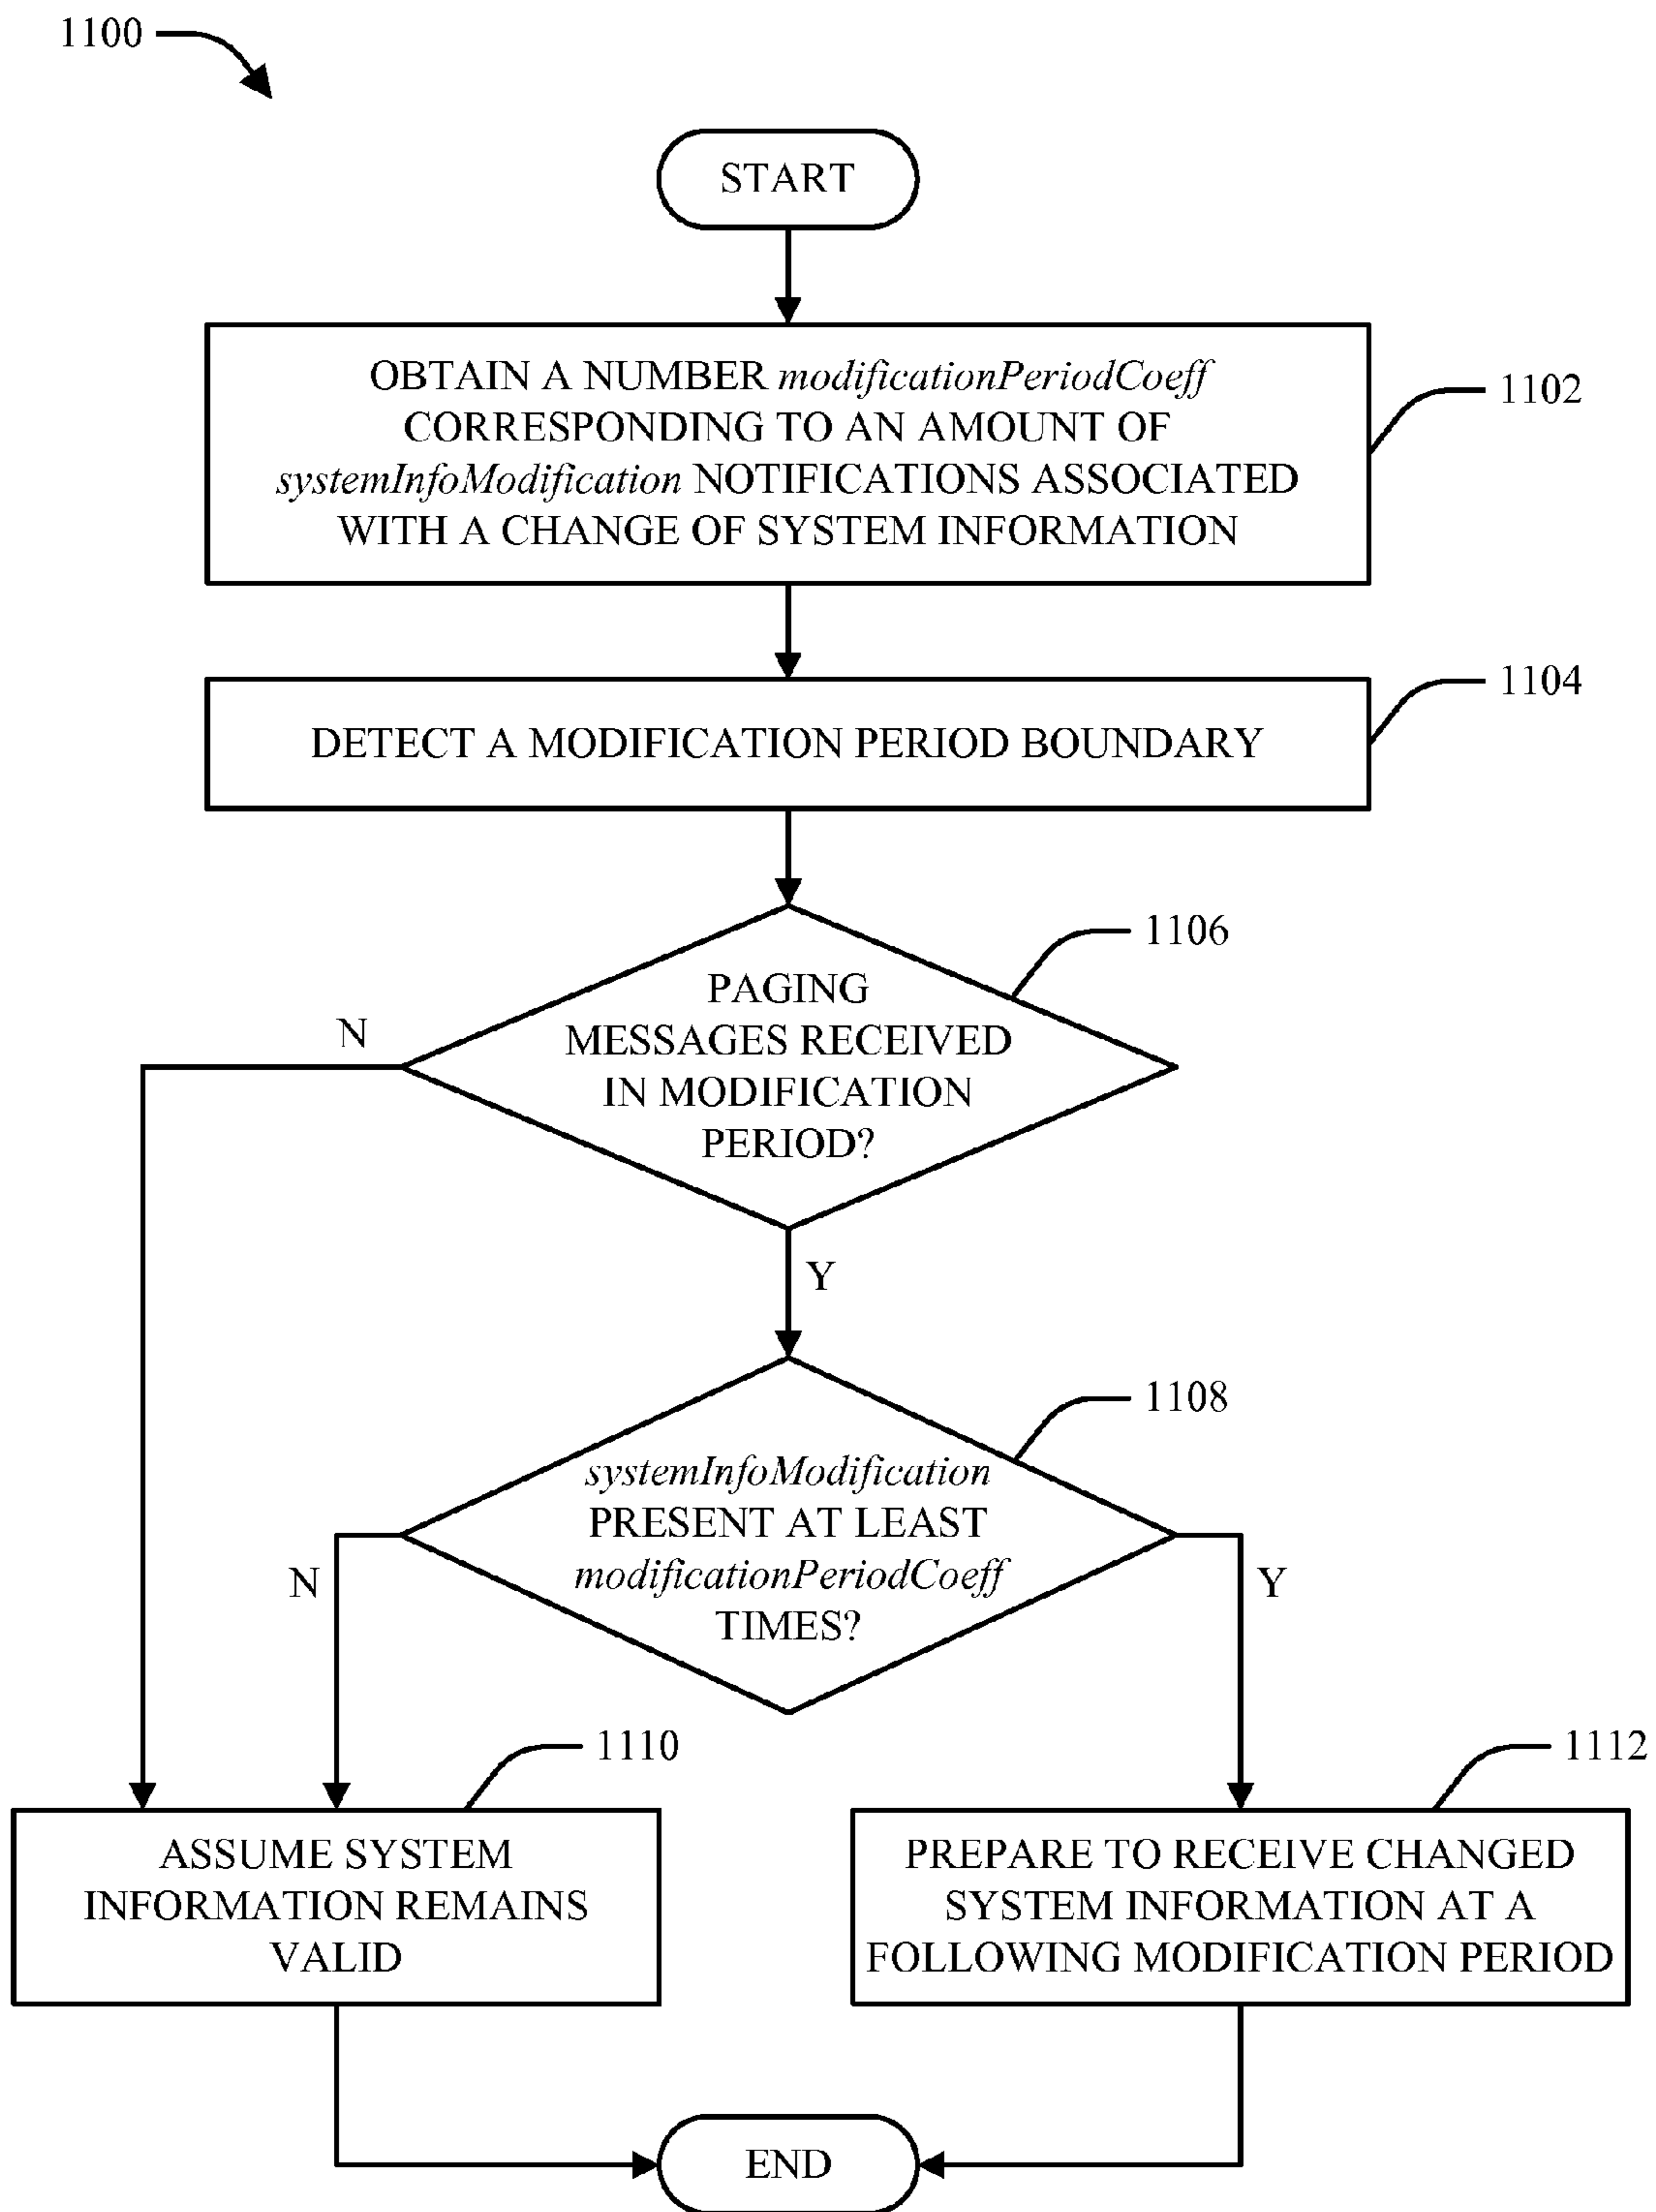 1100
START
OBTAIN A NUMBER modificationPeriodCoeff
CORRESPONDING TO AN AMOUNT OF
systemInfoModification NOTIFICATIONS ASSOCIATED
WITH A CHANGE OF SYSTEM INFORMATION
1102
DETECT A MODIFICATION PERIOD BOUNDARY
1104
PAGING
MESSAGES RECEIVED
IN MODIFICATION
PERIOD?
1106
N
Y
systemInfoModification
PRESENT AT LEAST
modificationPeriodCoeff
TIMES?
1108
N
Y
ASSUME SYSTEM
INFORMATION REMAINS
VALID
1110
PREPARE TO RECEIVE CHANGED
SYSTEM INFORMATION AT A
FOLLOWING MODIFICATION PERIOD
1112
END